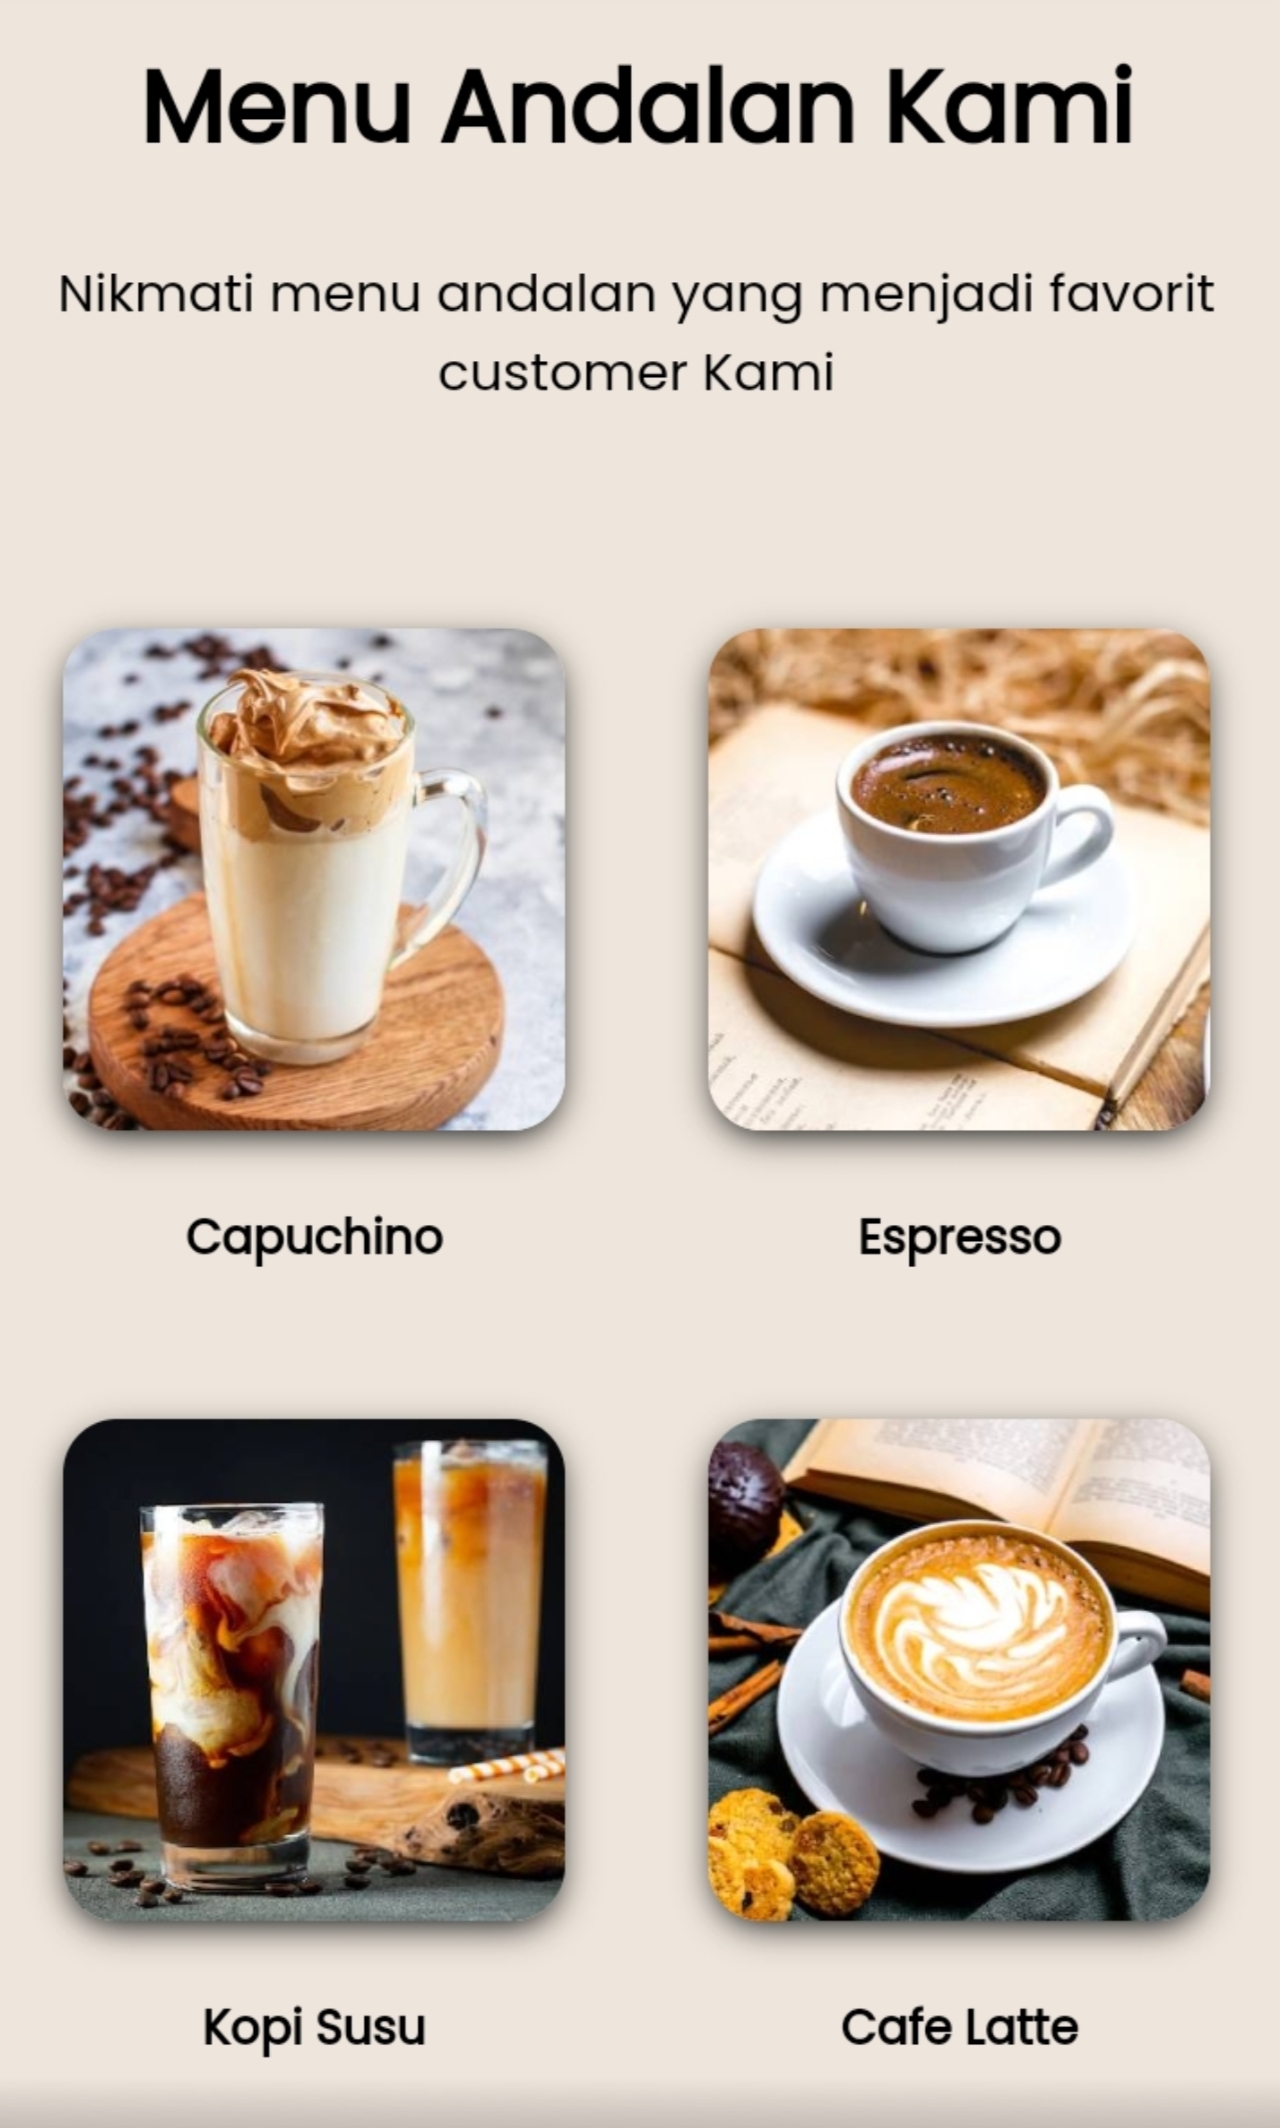 Menu Andalan Kami
Nikmati menu andalan yang menjadi favorit
customer Kami
Capuchino
Espresso
Kopi Susu
Cafe Latte